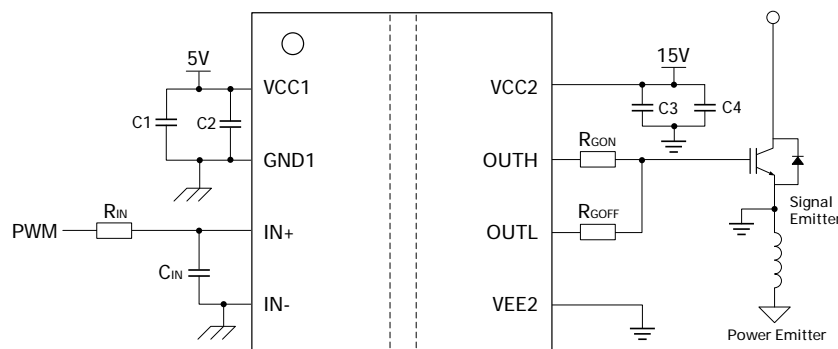 5V
VCC1
C1
C2
GND1
PWM
RIN
IN+
CIN
IN-
VCC2
15V
C3
C4
OUTH
RGON
OUTL
RGOFF
VEE2
Signal
Emitter
Power Emitter